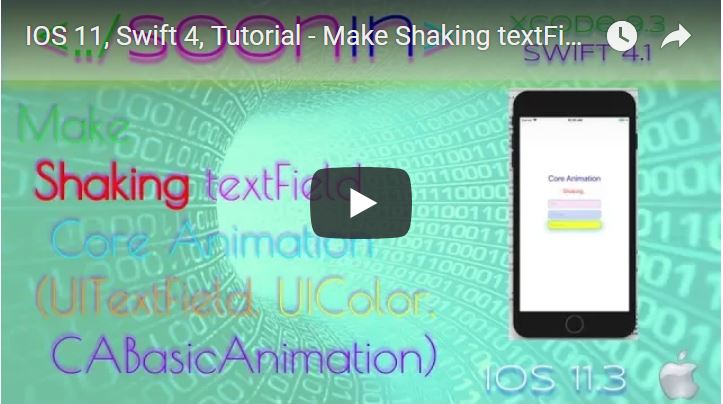 IOS 11, Swift 4, Tutorial - Make Shaking textFi...
<../soonin>
XCODE 9.3
SWIFT 4.1
Make
Shaking textField
Core Animation
(UITextField, UIColor,
CABasicAnimation)
Core Animation
Shaking
IOS 11.3